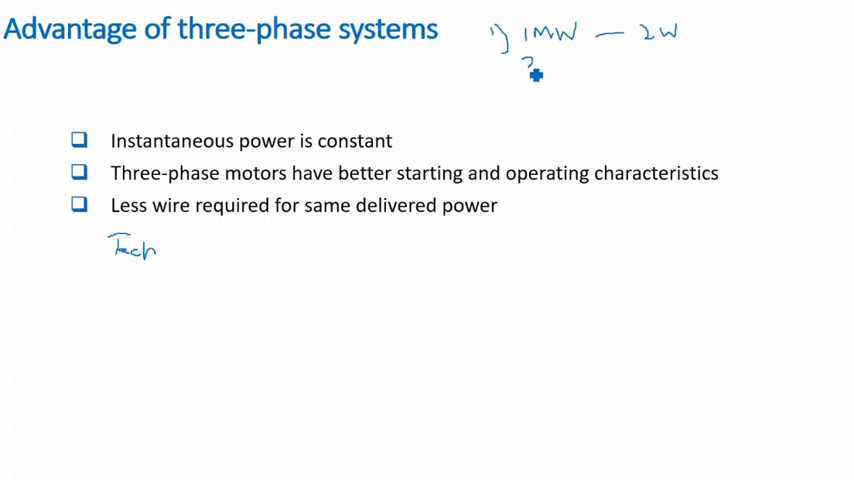 Advantage of three-phase systems
1) 1MW — 2W
Instantaneous power is constant
Three-phase motors have better starting and operating characteristics
Less wire required for same delivered power
Tech